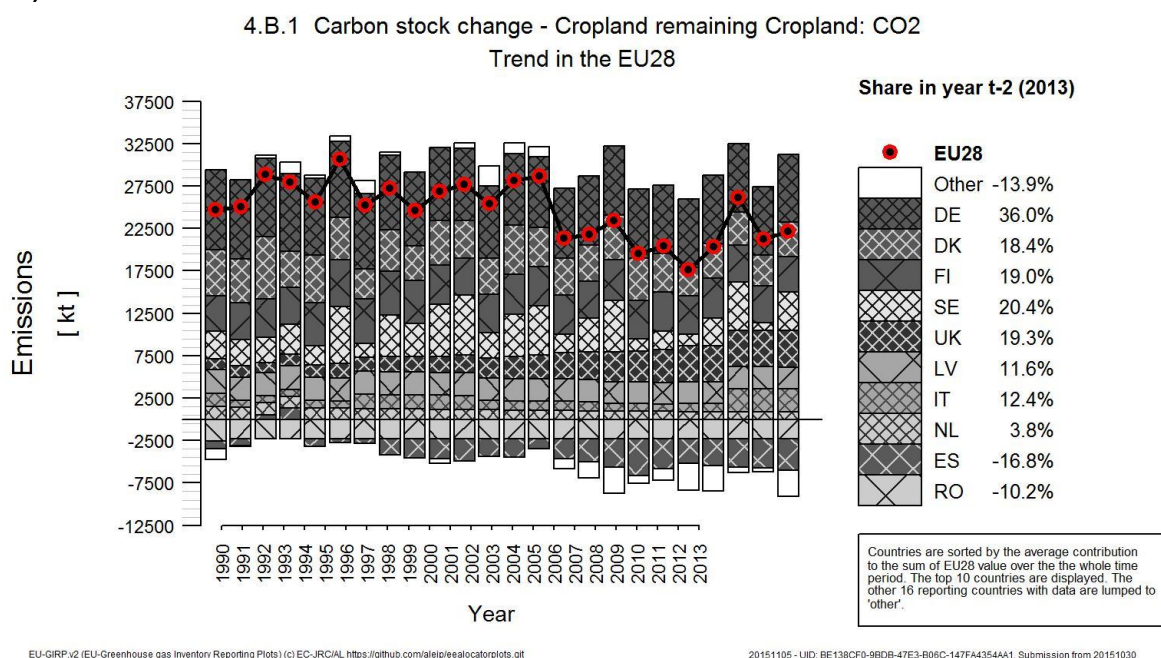 4.B.1 Carbon stock change - Cropland remaining Cropland: CO2
Trend in the EU28
Share in year t-2 (2013)
37500
32500
27500
22500
17500
12500
7500
2500
-2500
-7500
-12500
Emissions
[ kt ]
1990
1991
1992
1993
1994
1995
1996
1997
1998
1999
2000
2001
2002
2003
2004
2005
2006
2007
2008
2009
2010
2011
2012
2013
Year
EU28
Other -13.9%
DE 36.0%
DK 18.4%
FI 19.0%
SE 20.4%
UK 19.3%
LV 11.6%
IT 12.4%
NL 3.8%
ES -16.8%
RO -10.2%
Countries are sorted by the average contribution
to the sum of EU28 value over the the whole time
period. The top 10 countries are displayed. The
other 16 reporting countries with data are lumped to
'other'.
EU-GIRP.v2 (EU-Greenhouse gas Inventory Reporting Plots) (c) EC-JRC/AL https://github.com/aleip/eealocatorplots.git
20151105 - UID: BE138CF0-9BDB-47E3-B06C-147FA4354AA1. Submission from 20151030